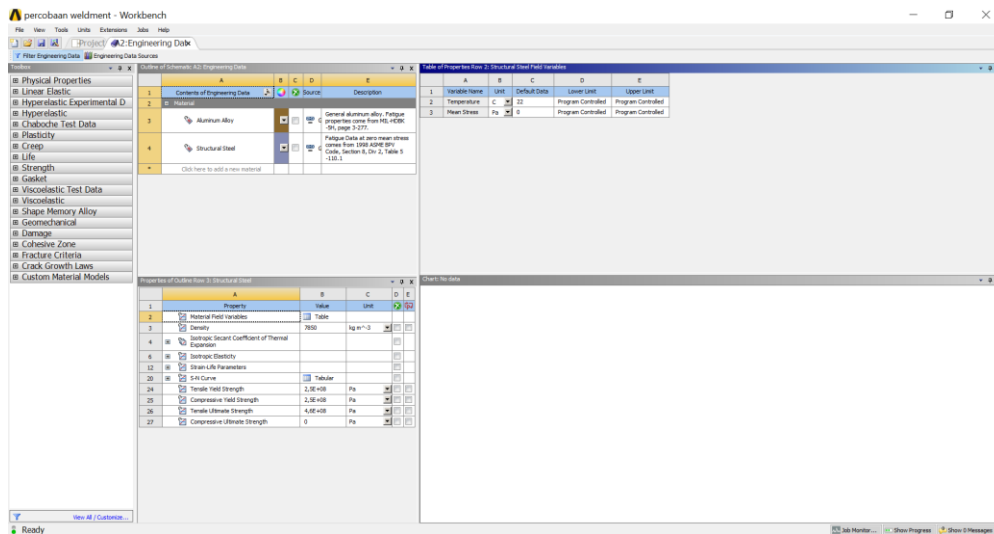 percobaan weldment - Workbench
File View Tools Units Extensions Jobs Help
Project A2:Engineering Data
Filter Engineering Data Engineering Data Sources
Toolbox
Physical Properties
Linear Elastic
Hyperelastic Experimental D
Hyperelastic
Chaboche Test Data
Plasticity
Creep
Life
Strength
Gasket
Viscoelastic Test Data
Viscoelastic
Shape Memory Alloy
Geomechanical
Damage
Cohesive Zone
Fracture Criteria
Crack Growth Laws
Custom Material Models
View All / Customize...
Outline of Schematic A2: Engineering Data
A B C D E
1 Contents of Engineering Data Source Description
2 Material
3 Aluminum Alloy General aluminum alloy. Fatigue
properties come from MIL-HDBK
-5H, page 3-277.
4 Structural Steel Fatigue Data at zero mean stress
comes from 1998 ASME BPV
Code, Section 8, Div 2, Table 5
-110.1
* Click here to add a new material
Table of Properties Row 2: Structural Steel Field Variables
A B C D E
1 Variable Name Unit Default Data Lower Limit Upper Limit
2 Temperature C 22 Program Controlled Program Controlled
3 Mean Stress Pa 0 Program Controlled Program Controlled
Properties of Outline Row 3: Structural Steel
A B C D E
1 Property Value Unit
2 Material Field Variables Table
3 Density 7850 kg m^-3
4 Isotropic Secant Coefficient of Thermal
Expansion
6 Isotropic Elasticity
12 Strain-Life Parameters
20 S-N Curve Tabular
24 Tensile Yield Strength 2,5E+08 Pa
25 Compressive Yield Strength 2,5E+08 Pa
26 Tensile Ultimate Strength 4,6E+08 Pa
27 Compressive Ultimate Strength 0 Pa
Chart: No data
Ready
Job Monitor... Show Progress Show 0 Messages